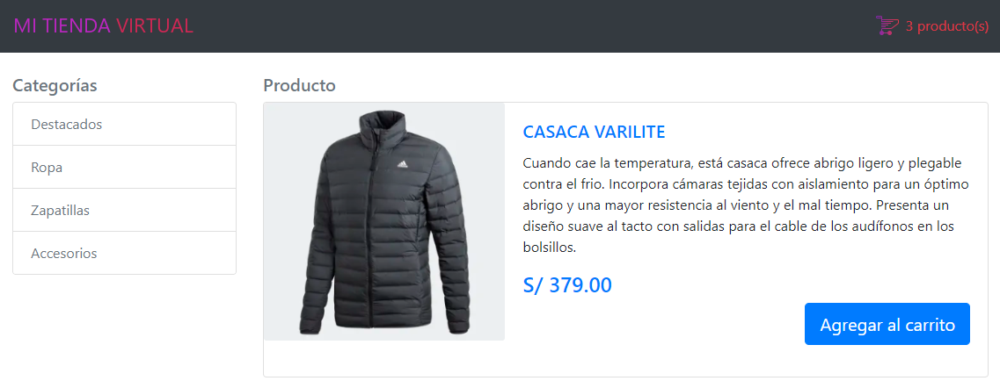 MI TIENDA VIRTUAL
3 producto(s)
Categorías
Destacados
Ropa
Zapatillas
Accesorios
Producto
CASACA VARILITE
Cuando cae la temperatura, está casaca ofrece abrigo ligero y plegable
contra el frio. Incorpora cámaras tejidas con aislamiento para un óptimo
abrigo y una mayor resistencia al viento y el mal tiempo. Presenta un
diseño suave al tacto con salidas para el cable de los audífonos en los
bolsillos.
S/ 379.00
Agregar al carrito